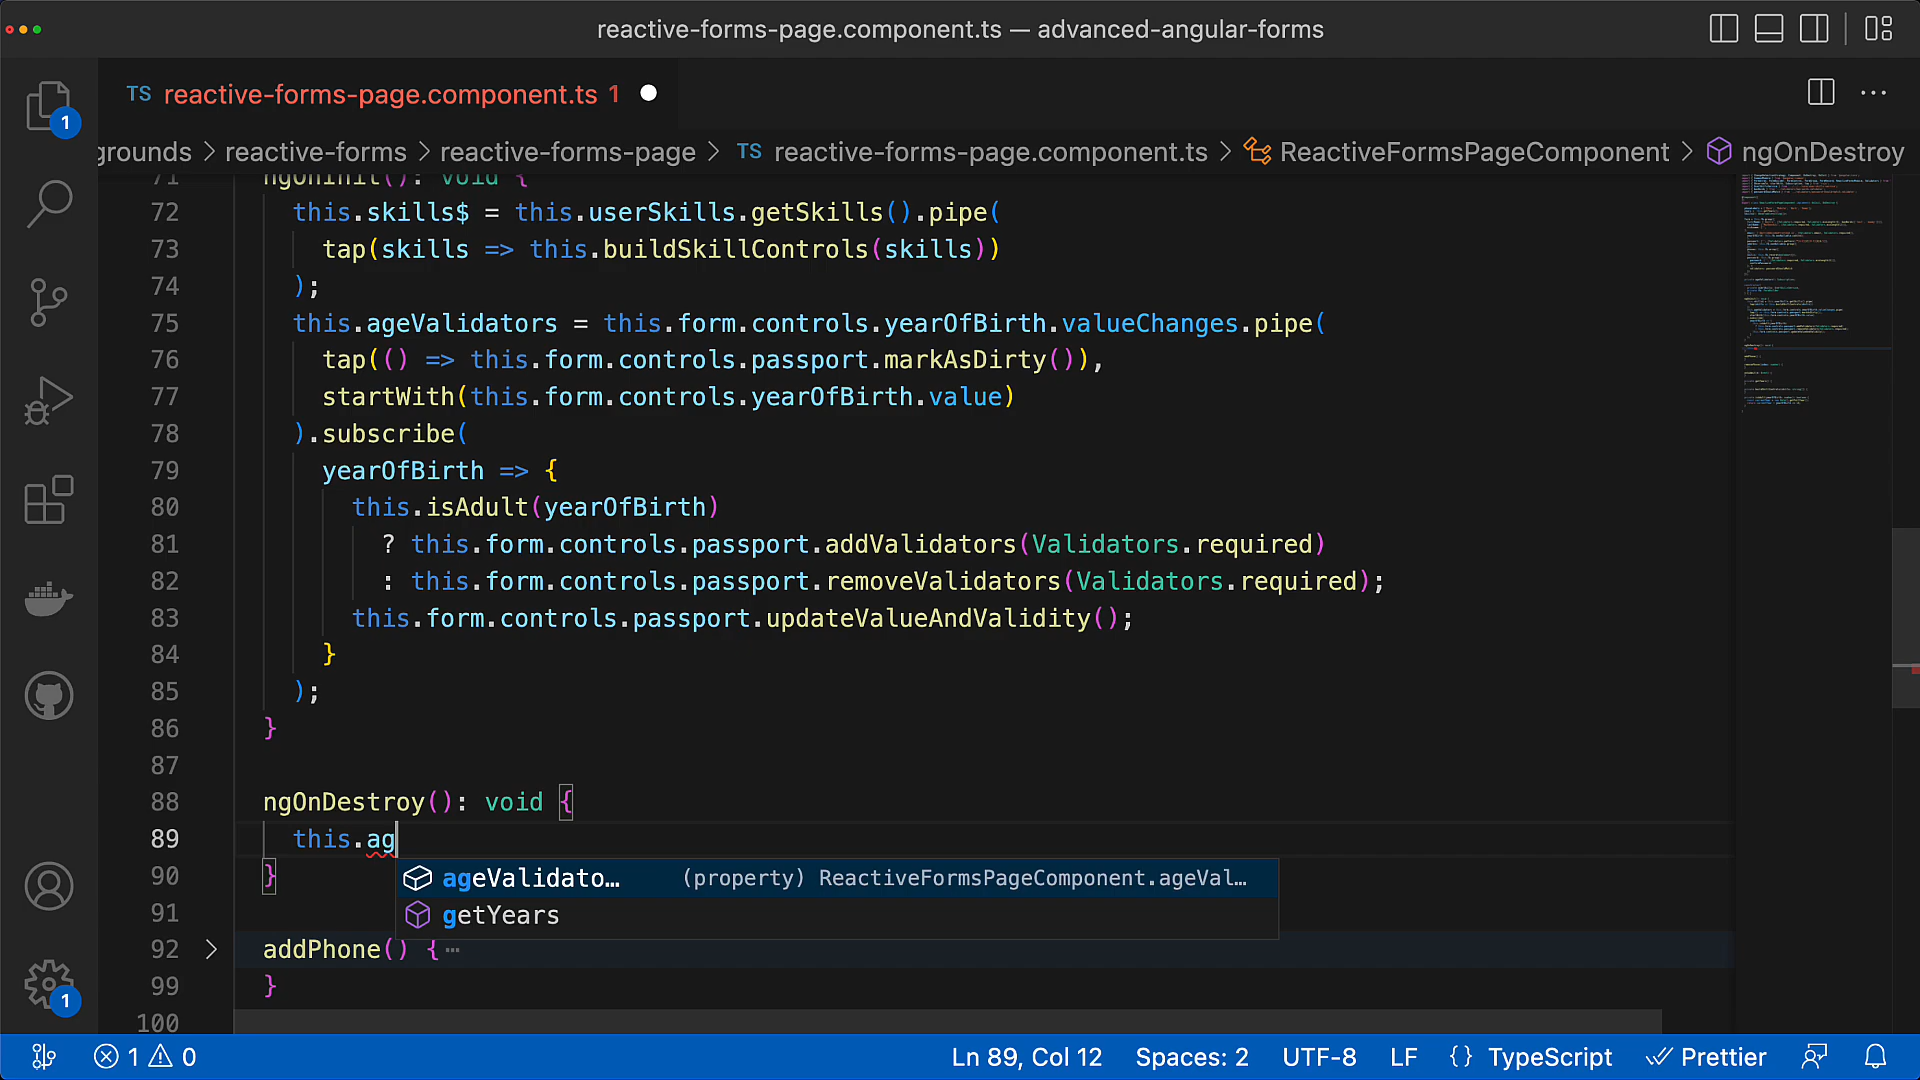 reactive-forms-page.component.ts — advanced-angular-forms
TS reactive-forms-page.component.ts 1
grounds > reactive-forms > reactive-forms-page > TS reactive-forms-page.component.ts > ReactiveFormsPageComponent > ngOnDestroy
71 ngOnInit(): void {
72 this.skills$ = this.userSkills.getSkills().pipe(
73 tap(skills => this.buildSkillControls(skills))
74 );
75 this.ageValidators = this.form.controls.yearOfBirth.valueChanges.pipe(
76 tap(() => this.form.controls.passport.markAsDirty()),
77 startWith(this.form.controls.yearOfBirth.value)
78 ).subscribe(
79 yearOfBirth => {
80 this.isAdult(yearOfBirth)
81 ? this.form.controls.passport.addValidators(Validators.required)
82 : this.form.controls.passport.removeValidators(Validators.required);
83 this.form.controls.passport.updateValueAndValidity();
84 }
85 );
86 }
87
88 ngOnDestroy(): void {
89 this.ag
90 }
ageValidato… (property) ReactiveFormsPageComponent.ageVal…
91
getYears
92 > addPhone() { ⋯
99 }
100
1
1
1 0
Ln 89, Col 12 Spaces: 2 UTF-8 LF {} TypeScript Prettier